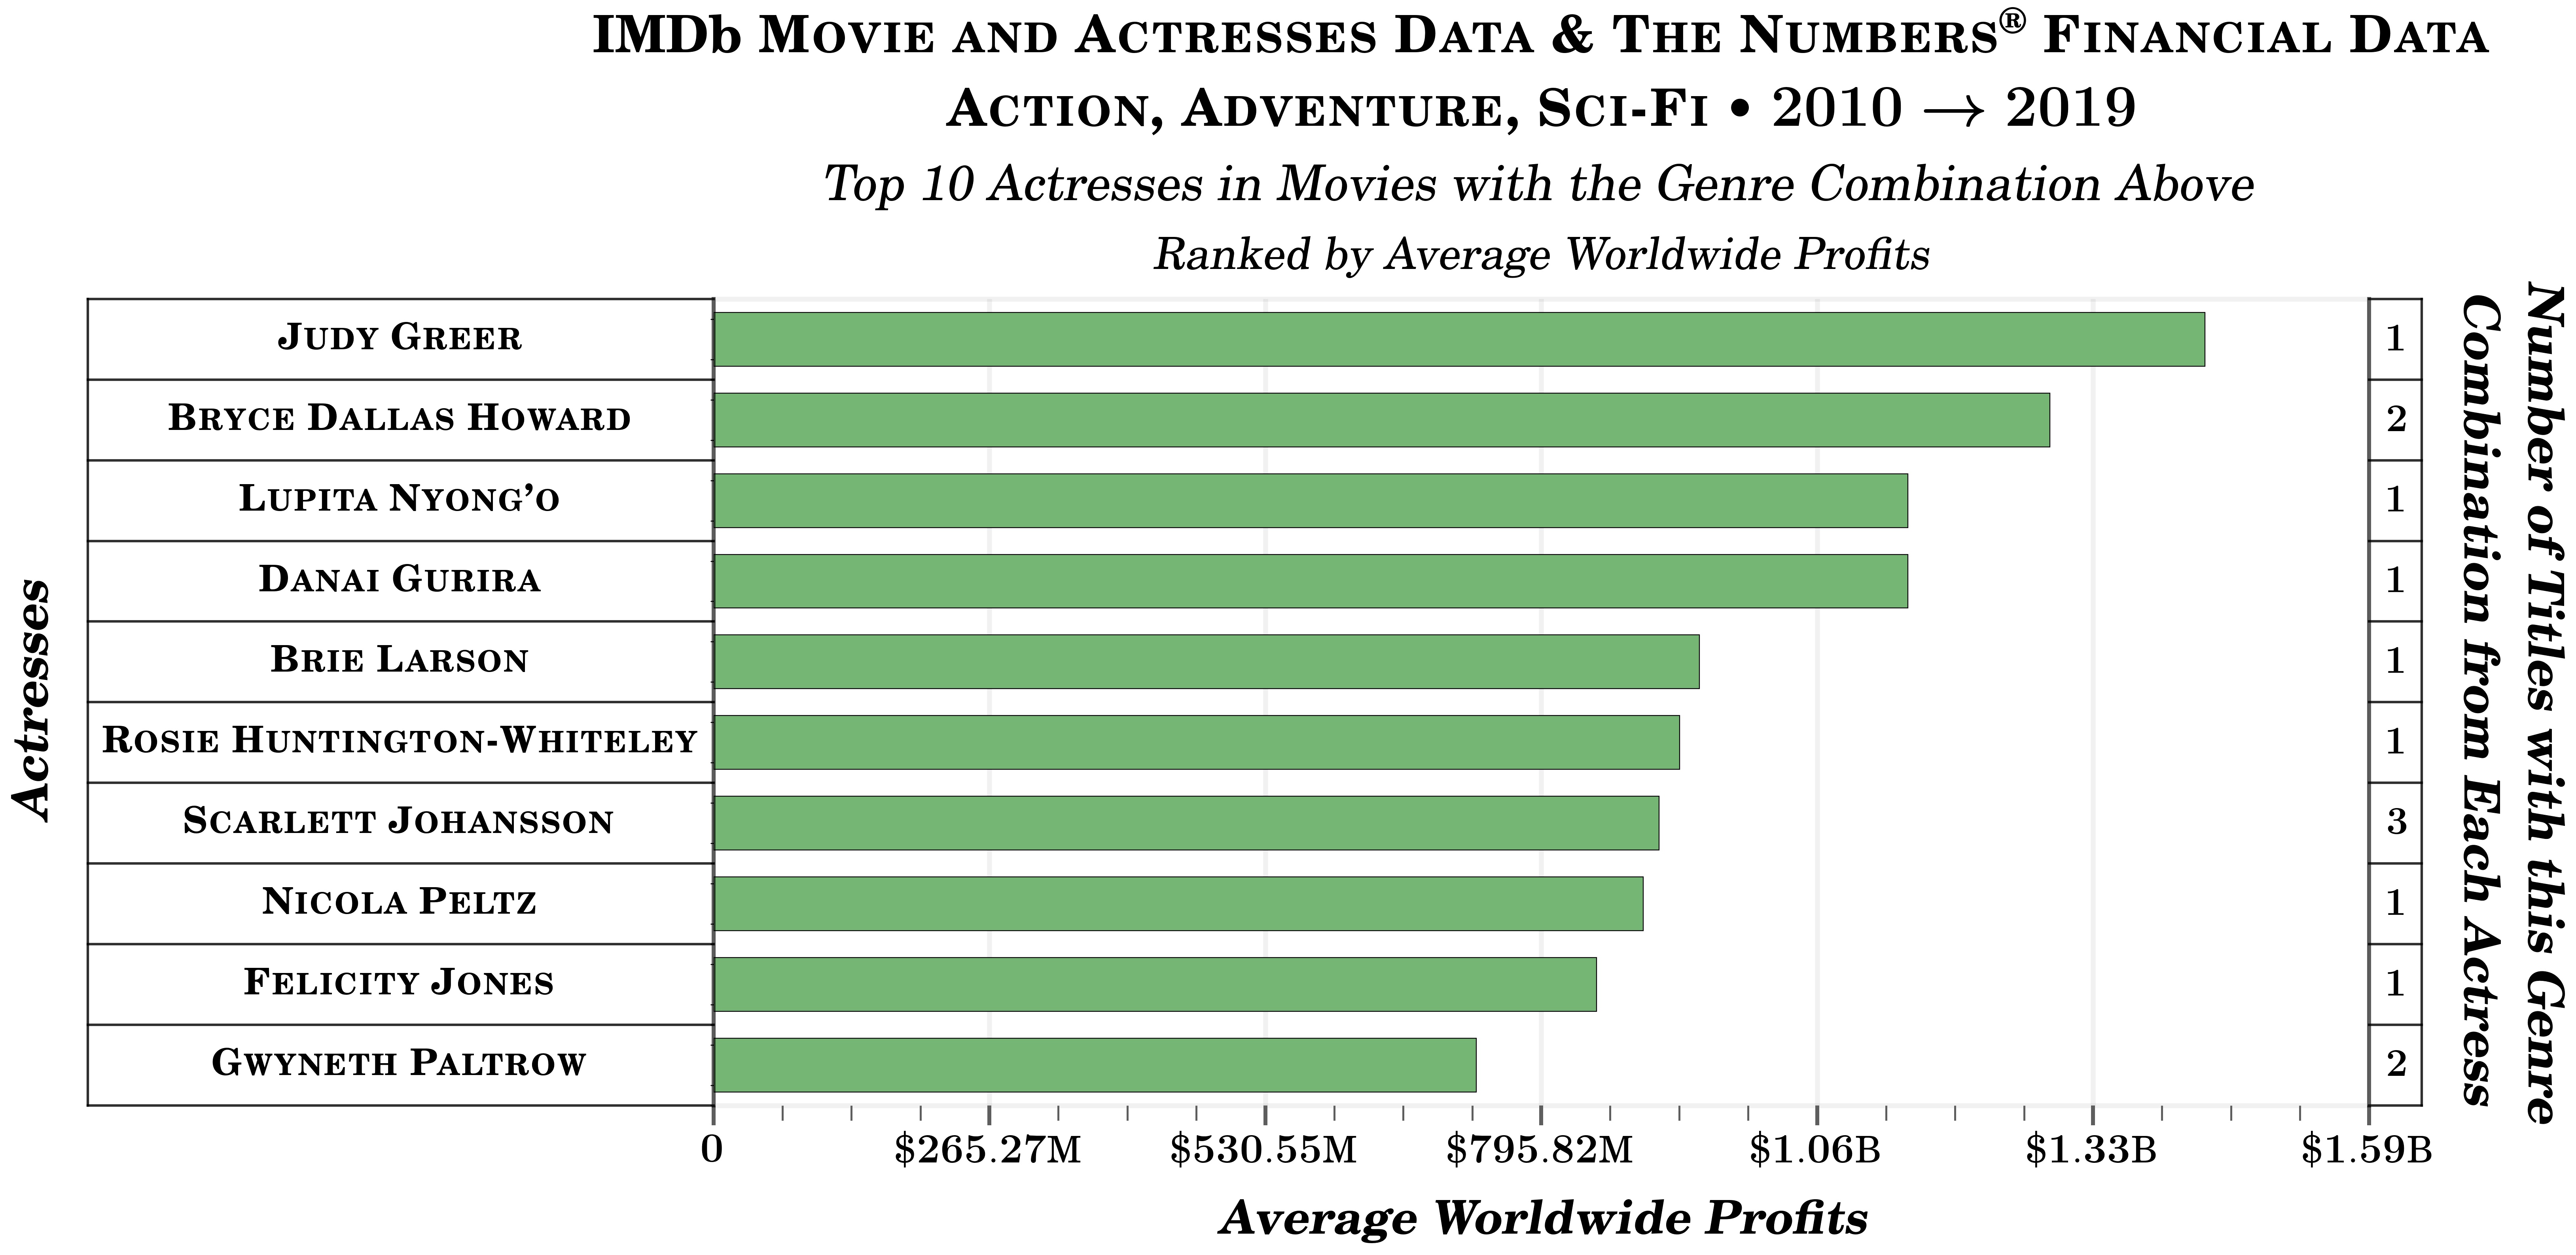 IMDb Movie and Actresses Data & The Numbers® Financial Data
Action, Adventure, Sci-Fi • 2010 → 2019
Top 10 Actresses in Movies with the Genre Combination Above
Ranked by Average Worldwide Profits
Actresses
Judy Greer
Bryce Dallas Howard
Lupita Nyong’o
Danai Gurira
Brie Larson
Rosie Huntington-Whiteley
Scarlett Johansson
Nicola Peltz
Felicity Jones
Gwyneth Paltrow
1
2
1
1
1
1
3
1
1
2
Number of Titles with this Genre
Combination from Each Actress
0 $265.27M $530.55M $795.82M $1.06B $1.33B $1.59B
Average Worldwide Profits